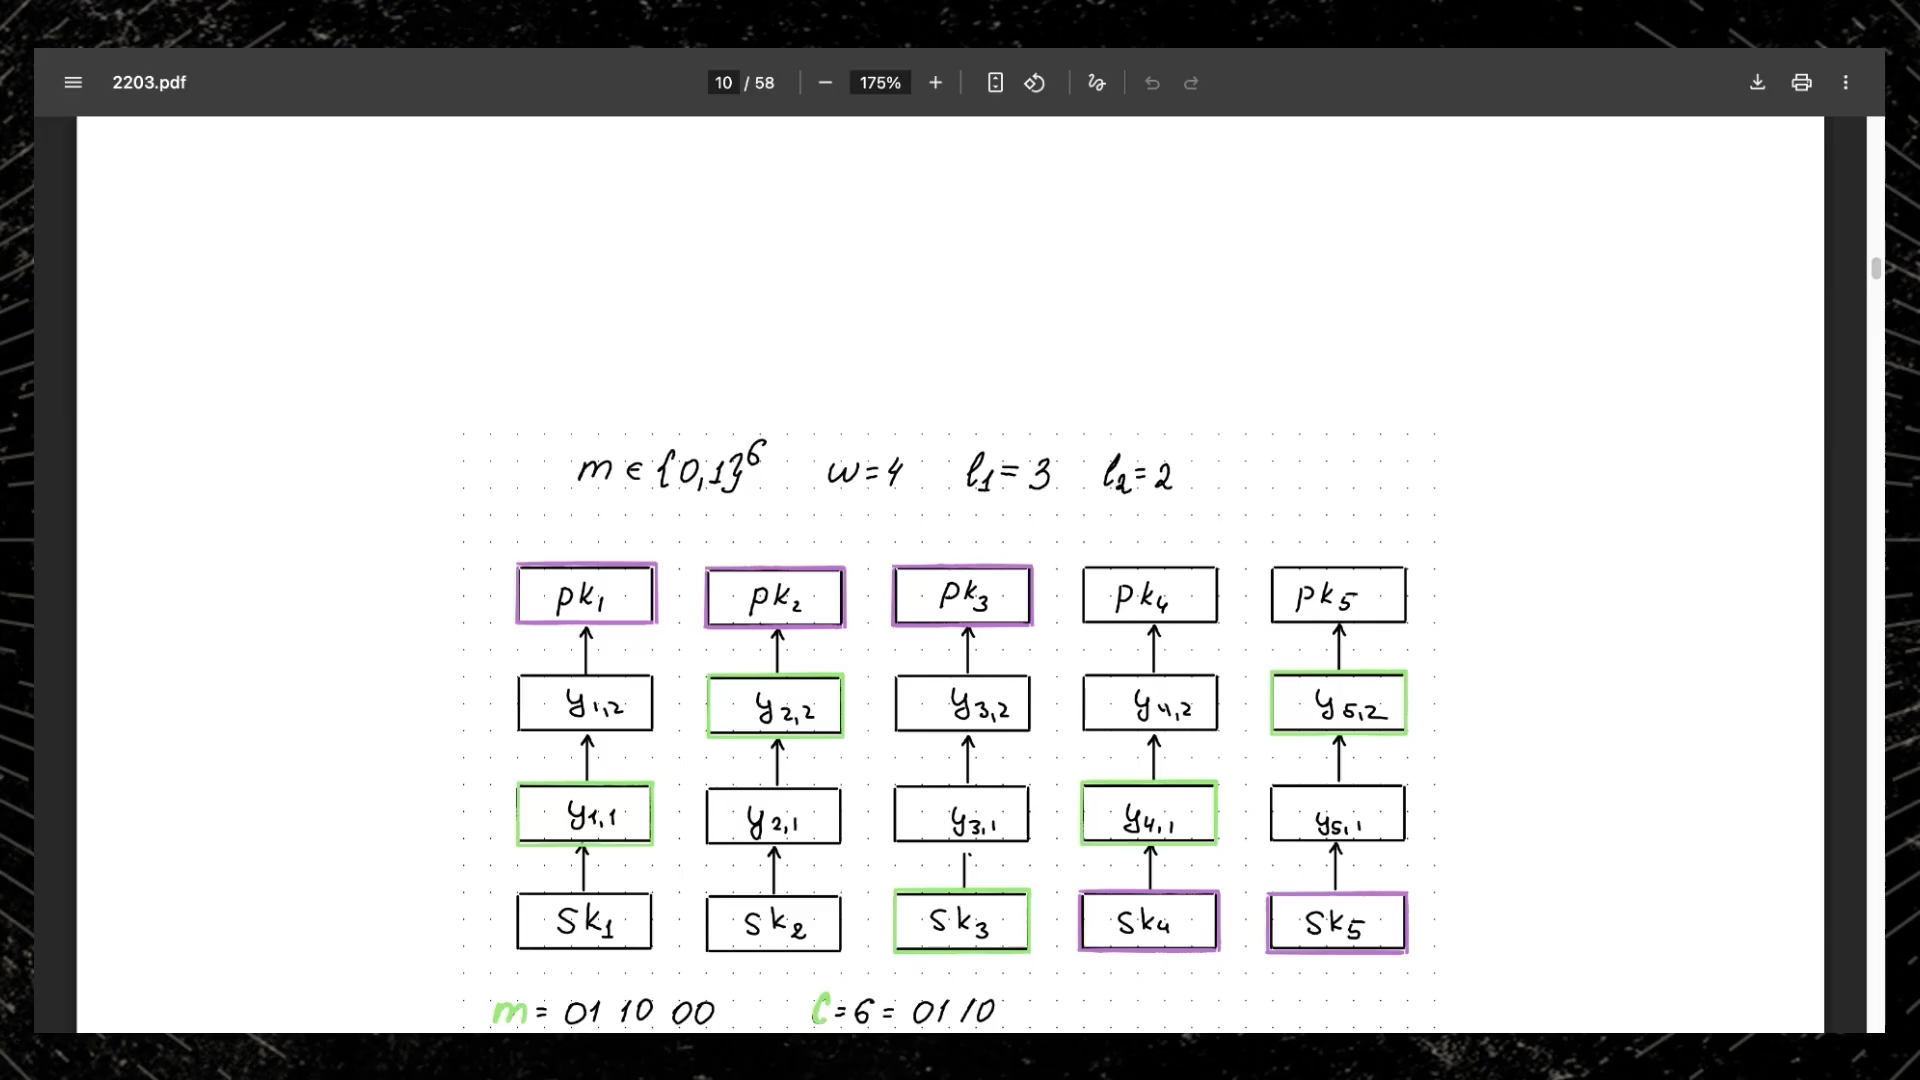 2203.pdf 10 / 58 175%
m ∈ {0,1}⁶ w=4 l₁=3 l₂=2
pk₁ pk₂ pk₃ pk₄ pk₅
y₁,₂ y₂,₂ y₃,₂ y₄,₂ y₅,₂
y₁,₁ y₂,₁ y₃,₁ y₄,₁ y₅,₁
Sk₁ Sk₂ Sk₃ Sk₄ Sk₅
m = 01 10 00 C=6= 01 10